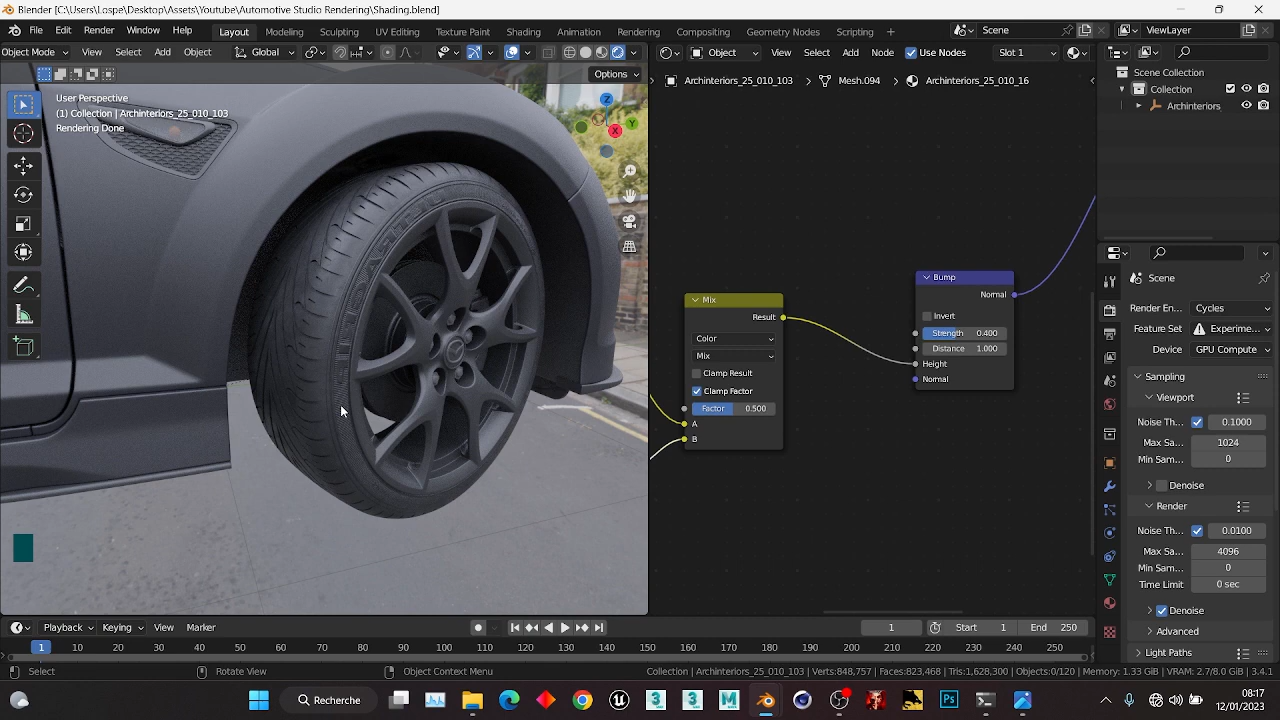 Blender [C:\Users\Lospe\Desktop\Assets\Youtube\Automotive Studio Rendering\Shading.blend]
File Edit Render Window Help Layout Modeling Sculpting UV Editing Texture Paint Shading Animation Rendering Compositing Geometry Nodes Scripting + Scene ViewLayer
Object Mode View Select Add Object Global Object View Select Add Node Use Nodes Slot 1
Options
Archinteriors_25_010_103 > Mesh.094 > Archinteriors_25_010_16
Scene Collection
Collection
Archinteriors
User Perspective
(1) Collection | Archinteriors_25_010_103
Rendering Done
Z
Y
X
Mix
Result
Color
Mix
Clamp Result
Clamp Factor
Factor 0.500
A
B
Bump
Normal
Invert
Strength 0.400
Distance 1.000
Height
Normal
Scene
Render En... Cycles
Feature Set Experime...
Device GPU Compute
Sampling
Viewport
Noise Th... 0.1000
Max Sa... 1024
Min Sam... 0
Denoise
Render
Noise Th... 0.0100
Max Sa... 4096
Min Sam... 0
Time Limit 0 sec
Denoise
Advanced
Light Paths
Playback Keying View Marker 1 Start 1 End 250
1 10 20 30 40 50 60 70 80 90 100 110 120 130 140 150 160 170 180 190 200 210 220 230 240 250
Select Rotate View Object Context Menu Collection | Archinteriors_25_010_103 | Verts:848,757 | Faces:823,468 | Tris:1,628,300 | Objects:0/120 | Memory: 1.33 GiB | VRAM: 2.7/8.0 GiB | 3.4.1
Recherche
08:17
12/01/2023